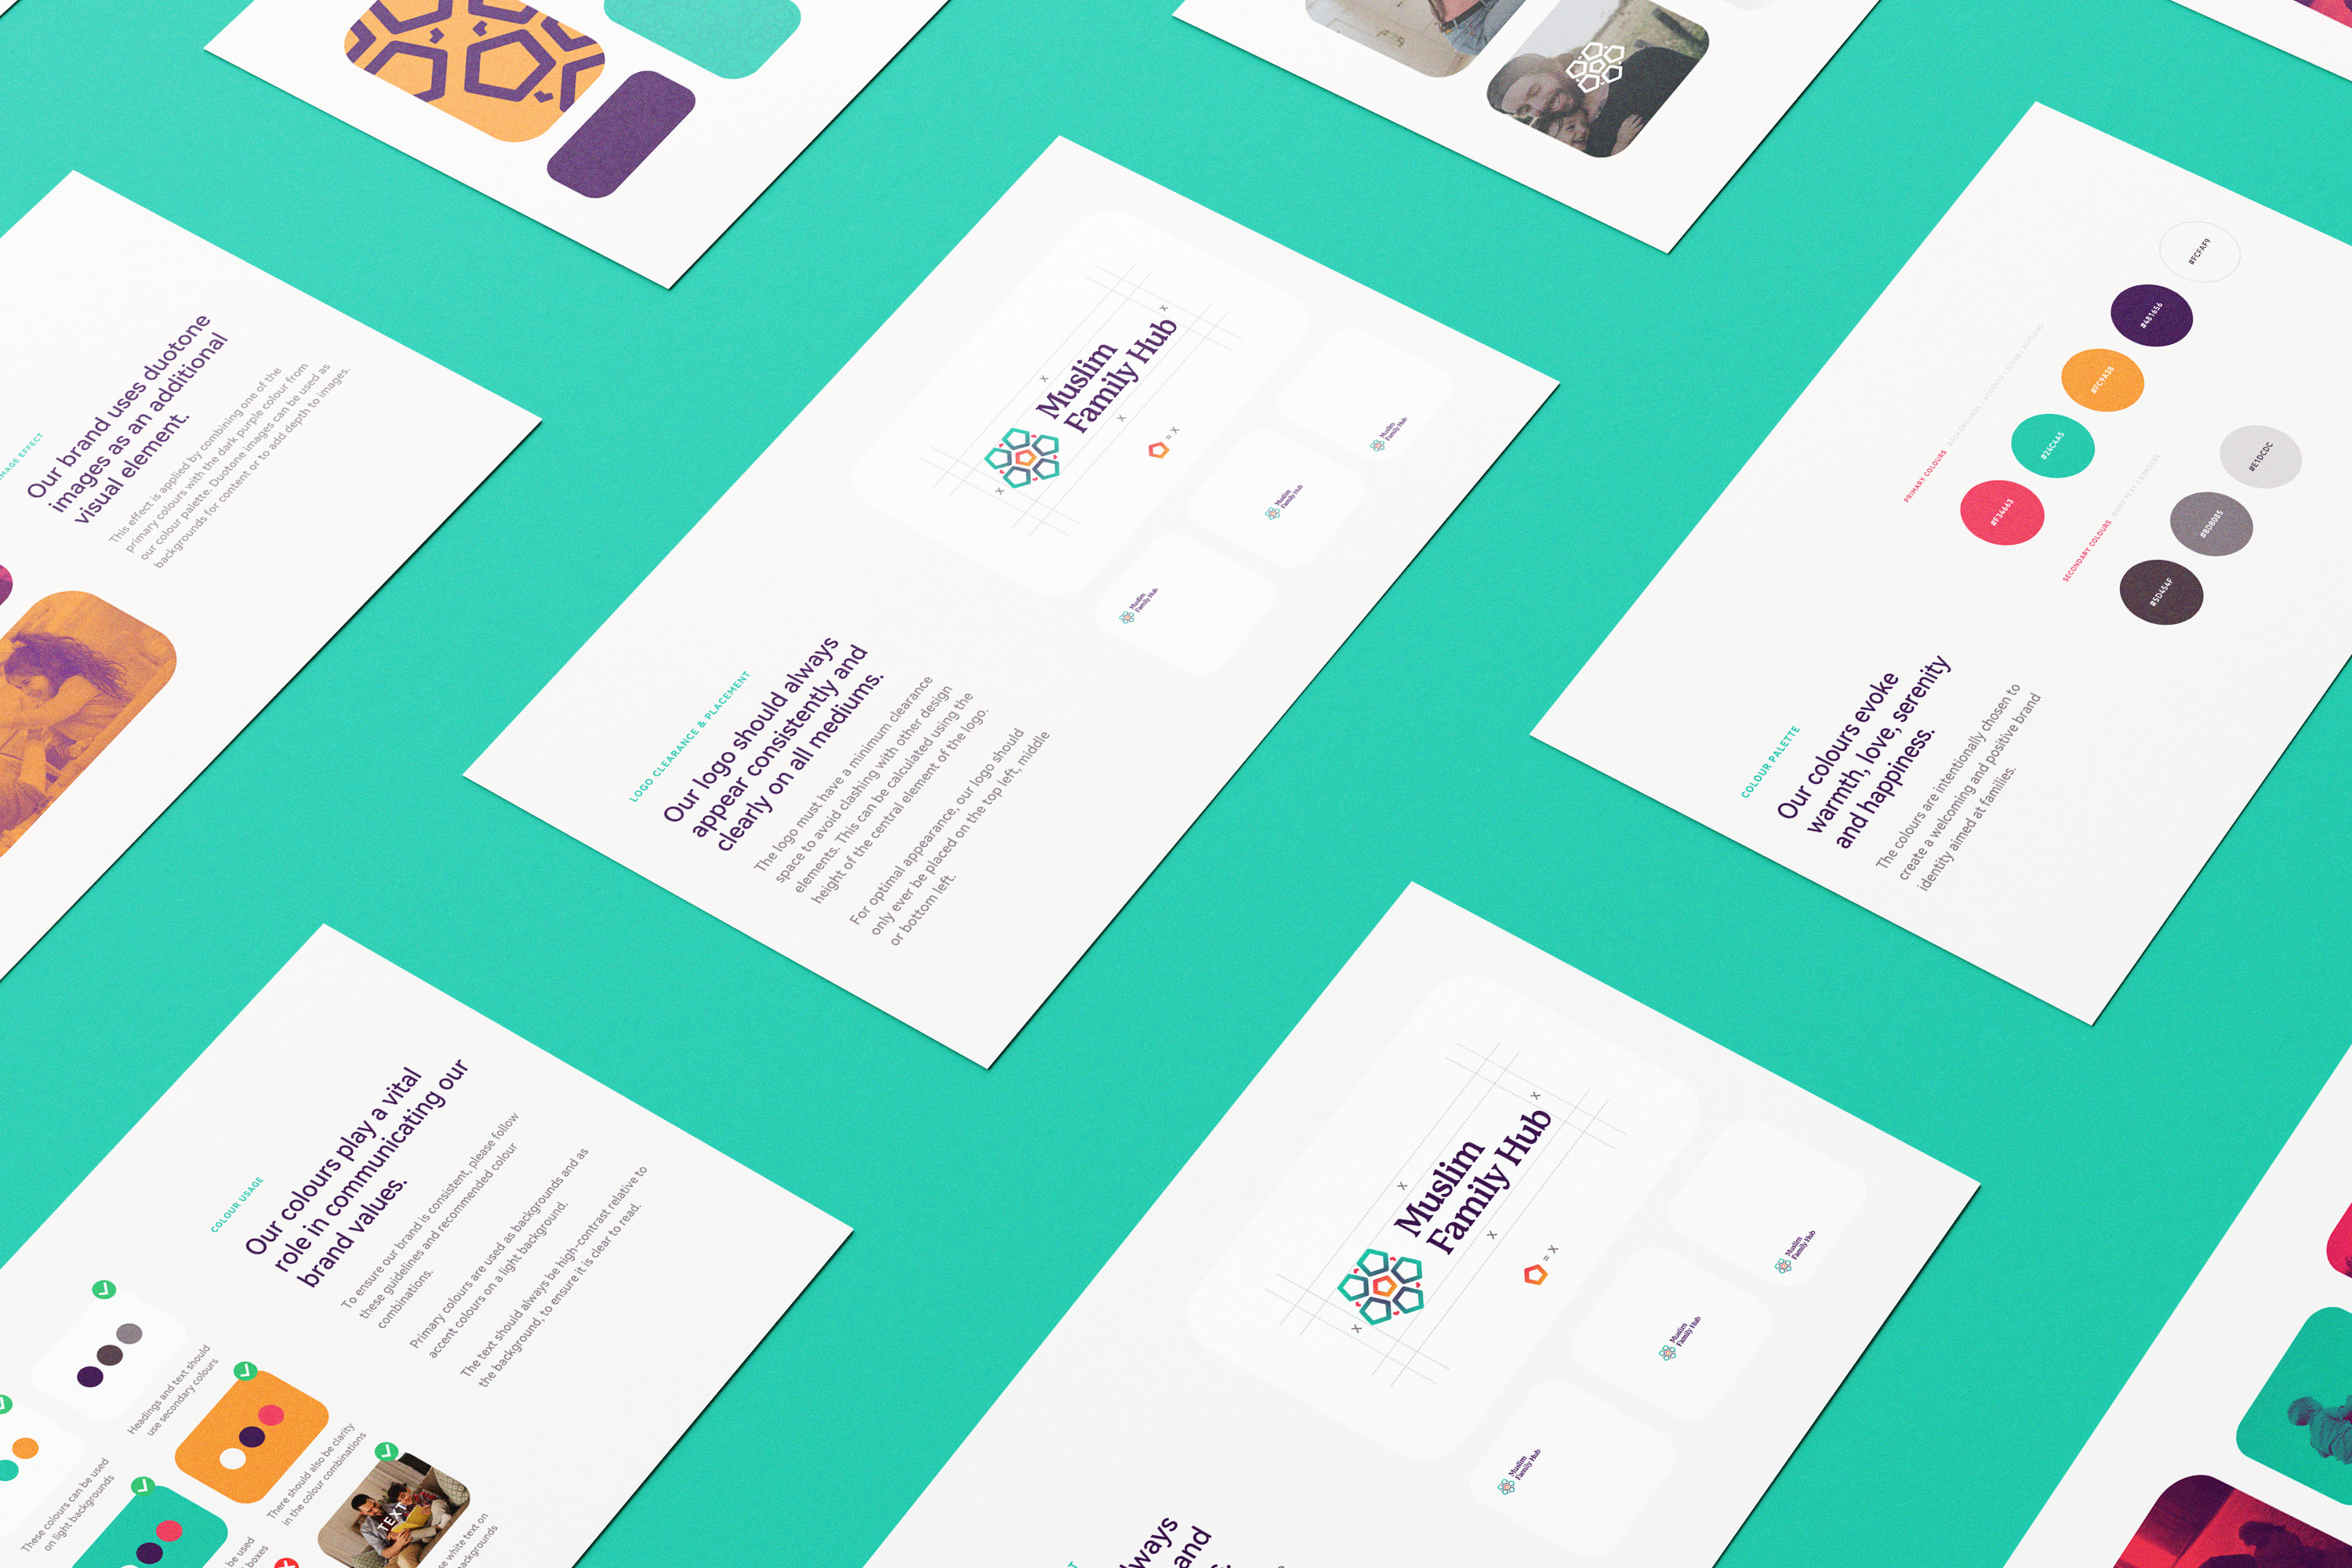 IMAGE EFFECT
Our brand uses duotone
images as an additional
visual element.
This effect is applied by combining one of the
primary colours with the dark purple colour from
our colour palette. Duotone images can be used as
backgrounds for content or to add depth to images.
Muslim
Family Hub
X
X
X
X
= X
Muslim
Family Hub
Muslim
Family Hub
Muslim
Family Hub
LOGO CLEARANCE & PLACEMENT
Our logo should always
appear consistently and
clearly on all mediums.
The logo must have a minimum clearance
space to avoid clashing with other design
elements. This can be calculated using the
height of the central element of the logo.
For optimal appearance, our logo should
only ever be placed on the top left, middle
or bottom left.
PRIMARY COLOURS BACKGROUNDS / ACCENTS / ICONS / BUTTONS
#F34663
#24C4A5
#FC9A38
#481656
#FCFAF9
SECONDARY COLOURS BODY TEXT / BORDERS
#5D454F
#8D8085
#E1DCDC
COLOUR PALETTE
Our colours evoke
warmth, love, serenity
and happiness.
The colours are intentionally chosen to
create a welcoming and positive brand
identity aimed at families.
COLOUR USAGE
Our colours play a vital
role in communicating our
brand values.
To ensure our brand is consistent, please follow
these guidelines and recommended colour
combinations.
Primary colours are used as backgrounds and as
accent colours on a light background.
The text should always be high-contrast relative to
the background, to ensure it is clear to read.
These colours can be used
on light backgrounds
Headings and text should
use secondary colours
There should also be clarity
in the colour combinations
TEXT
be used
boxes
se white text on
backgrounds
Muslim
Family Hub
X
X
X
X
= X
Muslim
Family Hub
Muslim
Family Hub
Muslim
Family Hub
ways
and